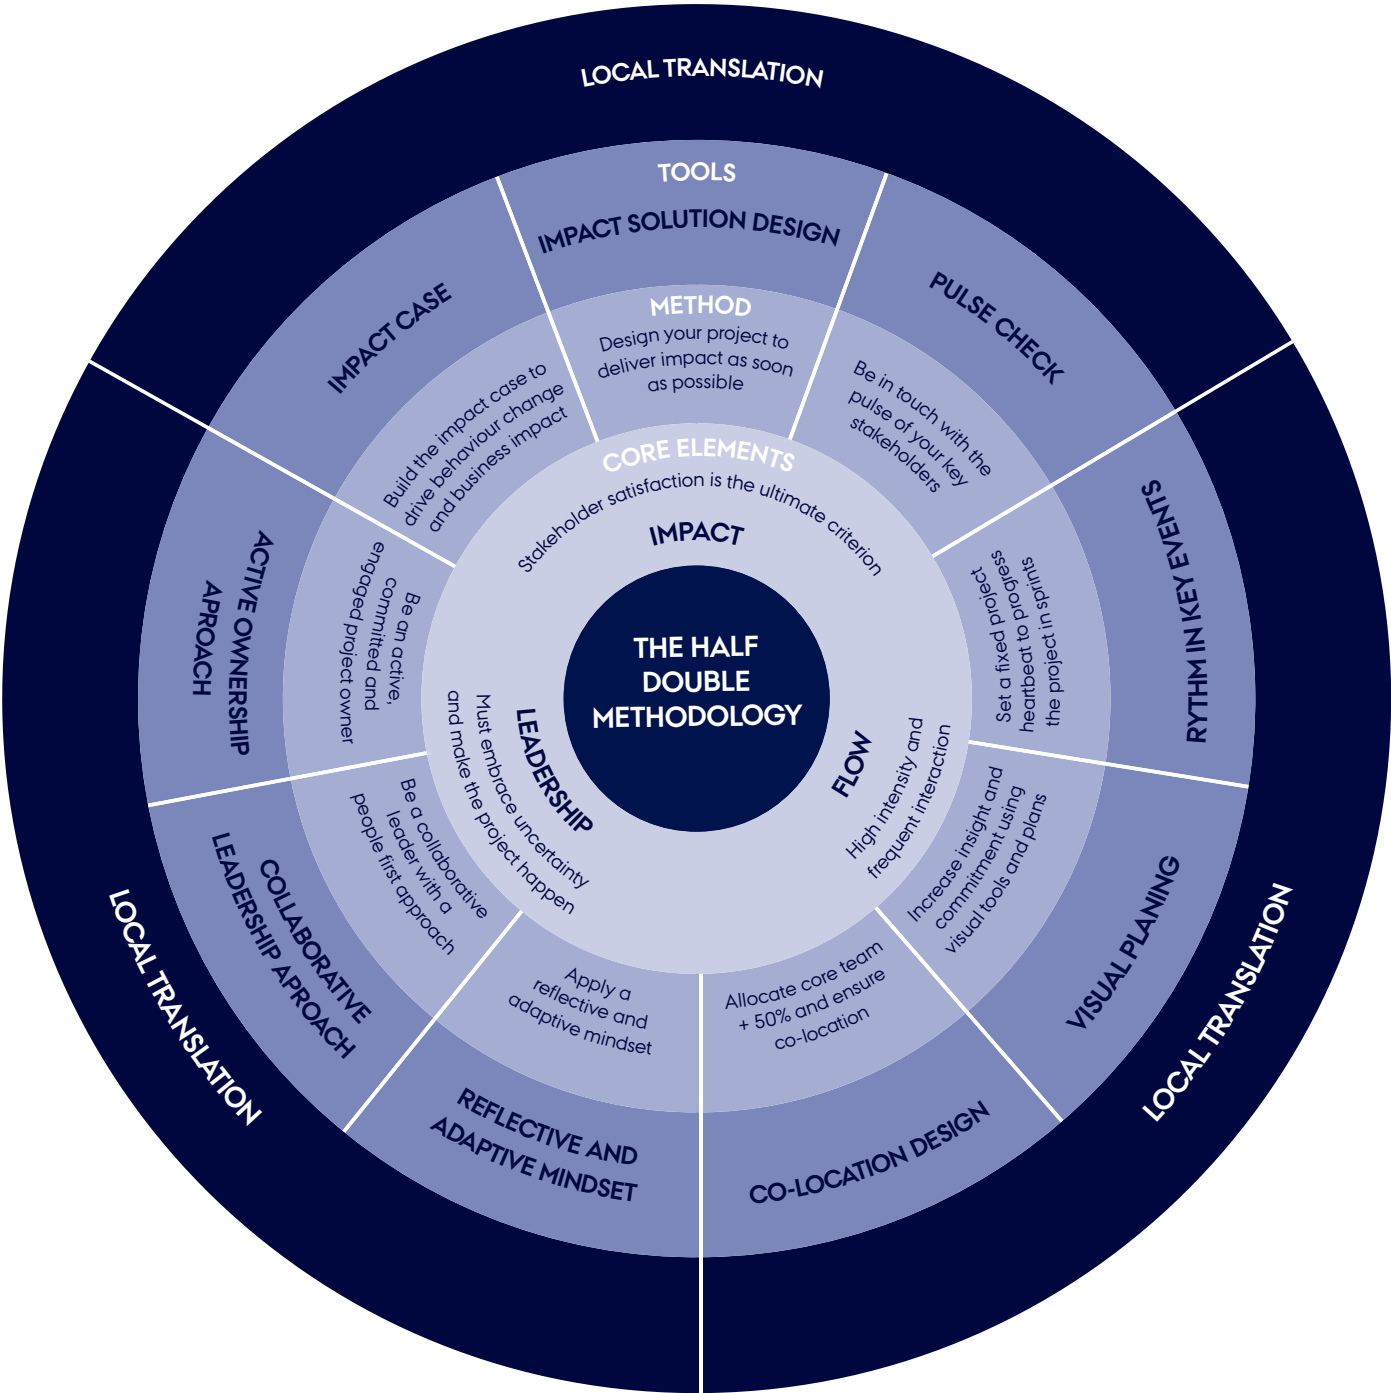 LOCAL TRANSLATION
TOOLS
IMPACT SOLUTION DESIGN
METHOD
Design your project to
deliver impact as soon
as possible
PULSE CHECK
Be in touch with the
pulse of your key
stakeholders
RYTHM IN KEY EVENTS
Set a fixed project
heartbeat to progress
the project in sprints
VISUAL PLANING
Increase insight and
commitment using
visual tools and plans
LOCAL TRANSLATION
CO-LOCATION DESIGN
Allocate core team
+ 50% and ensure
co-location
REFLECTIVE AND
ADAPTIVE MINDSET
Apply a
reflective and
adaptive mindset
COLLABORATIVE
LEADERSHIP APROACH
Be a collaborative
leader with a
people first approach
LOCAL TRANSLATION
ACTIVE OWNERSHIP
APROACH
Be an active,
committed and
engaged project owner
IMPACT CASE
Build the impact case to
drive behaviour change
and business impact
CORE ELEMENTS
Stakeholder satisfaction is the ultimate criterion
IMPACT
FLOW
High intensity and
frequent interaction
LEADERSHIP
Must embrace uncertainty
and make the project happen
THE HALF
DOUBLE
METHODOLOGY